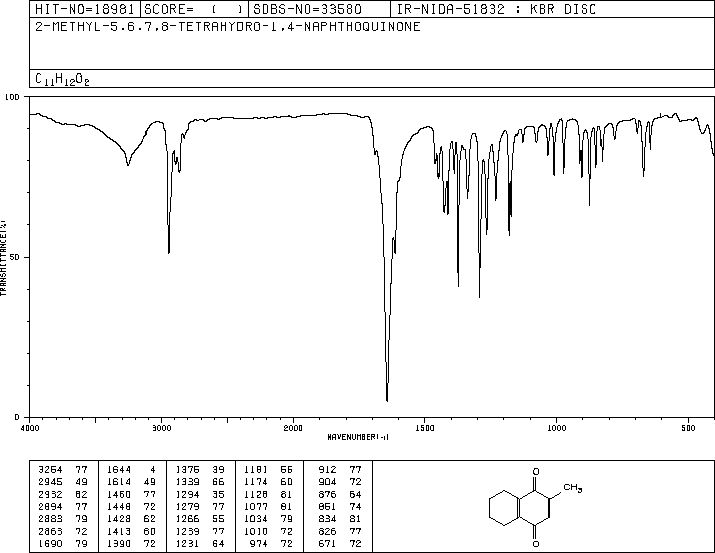 HIT-NO=18981 SCORE= ( ) SDBS-NO=33580 IR-NIDA-51832 : KBR DISC
2-METHYL-5,6,7,8-TETRAHYDRO-1,4-NAPHTHOQUINONE
C11H12O2
100
50
0
TRANSMITTANCE(%)
4000 3000 2000 1500 1000 500
WAVENUMBER(-1)
3264 77 1644 4 1376 39 1181 55 912 77
2945 49 1614 49 1339 66 1174 60 904 72
2932 62 1460 77 1294 35 1128 81 876 64
2894 77 1448 72 1279 77 1077 81 851 74
2883 79 1428 62 1266 55 1034 79 834 81
2863 72 1413 60 1239 77 1010 72 826 77
1690 79 1390 72 1231 64 974 72 671 72
O
CH3
O